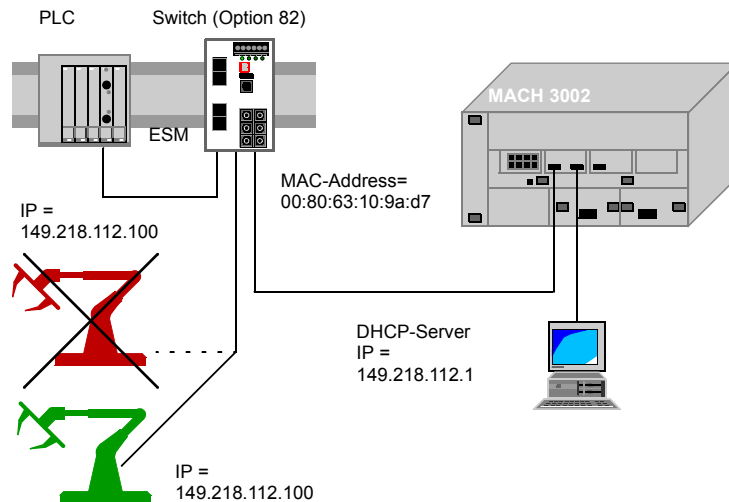 PLC
Switch (Option 82)
MACH 3002
ESM
MAC-Address=
00:80:63:10:9a:d7
IP =
149.218.112.100
DHCP-Server
IP =
149.218.112.1
IP =
149.218.112.100